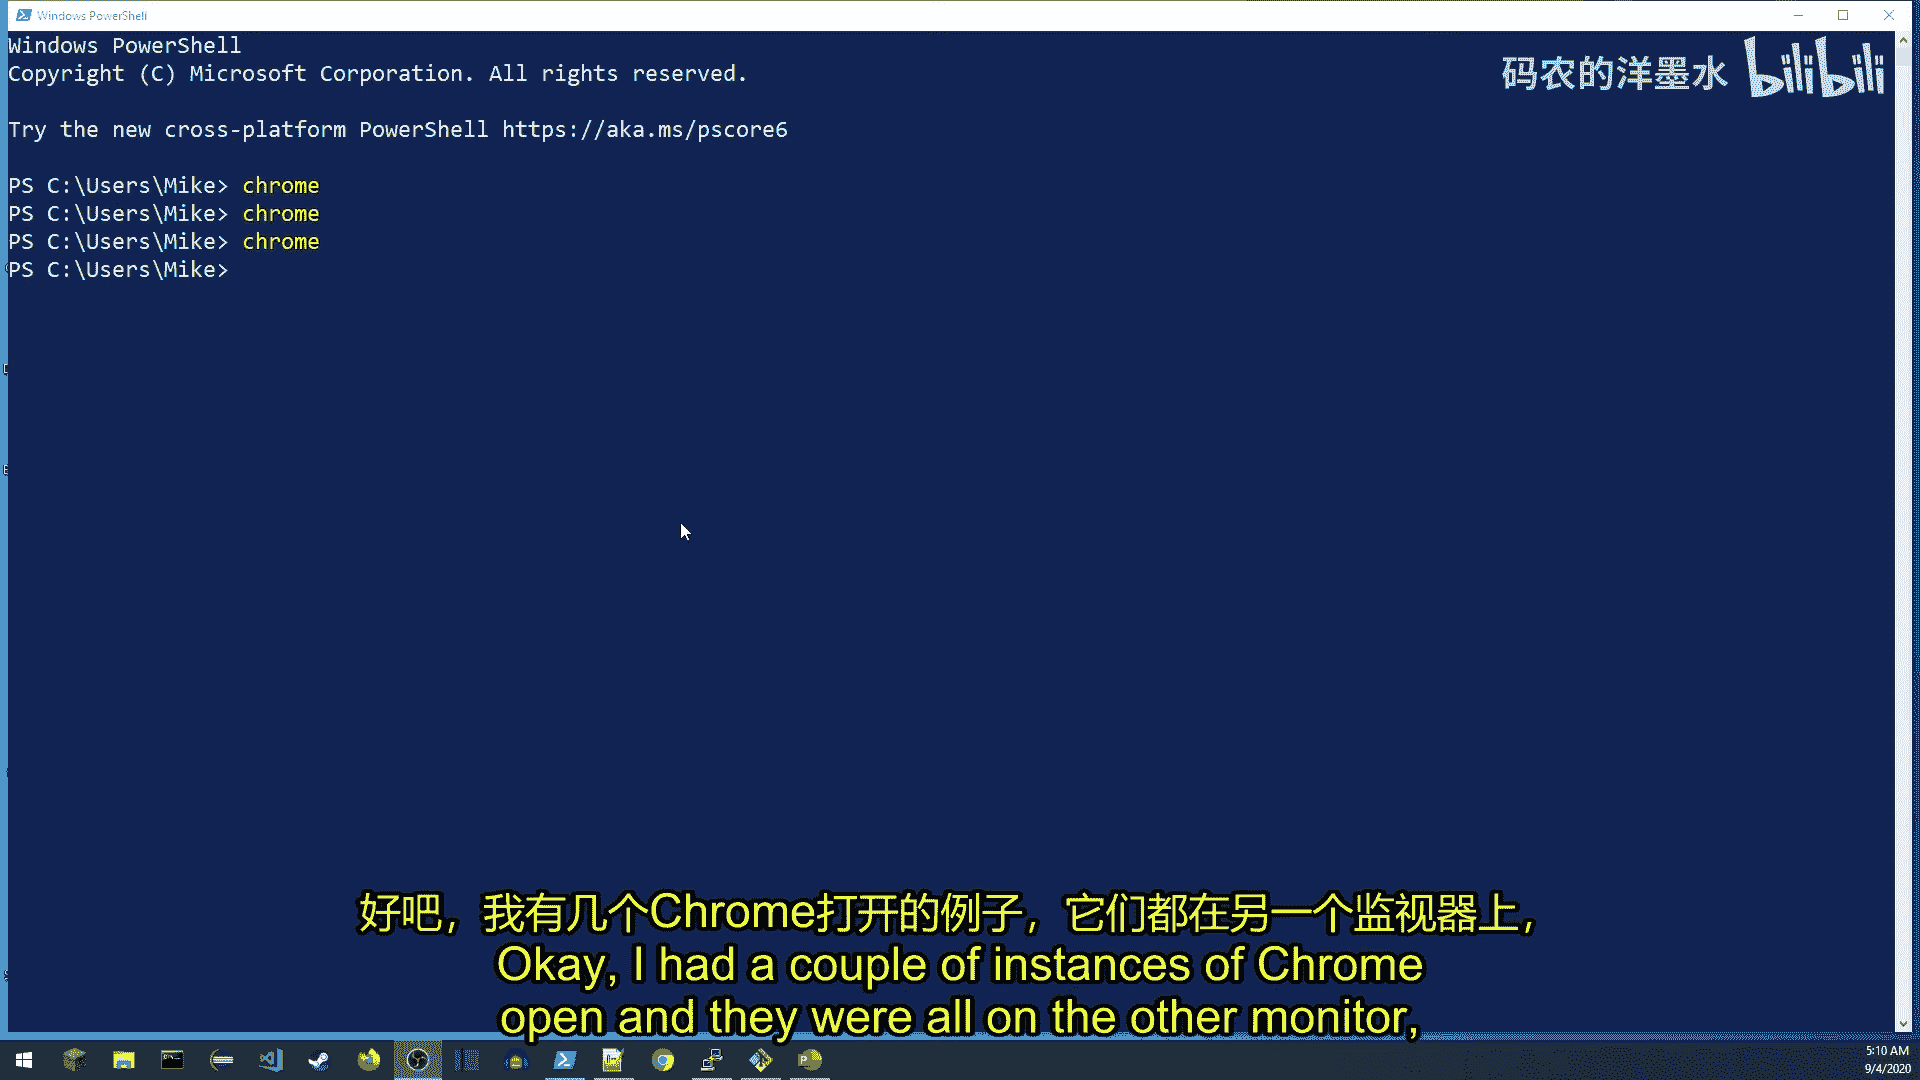 Windows PowerShell
Windows PowerShell
Copyright (C) Microsoft Corporation. All rights reserved.
码农的洋墨水 bilibili
Try the new cross-platform PowerShell https://aka.ms/pscore6
PS C:\Users\Mike> chrome
PS C:\Users\Mike> chrome
PS C:\Users\Mike> chrome
PS C:\Users\Mike>
好吧，我有几个Chrome打开的例子，它们都在另一个监视器上，
Okay, I had a couple of instances of Chrome
open and they were all on the other monitor,
5:10 AM
9/4/2020